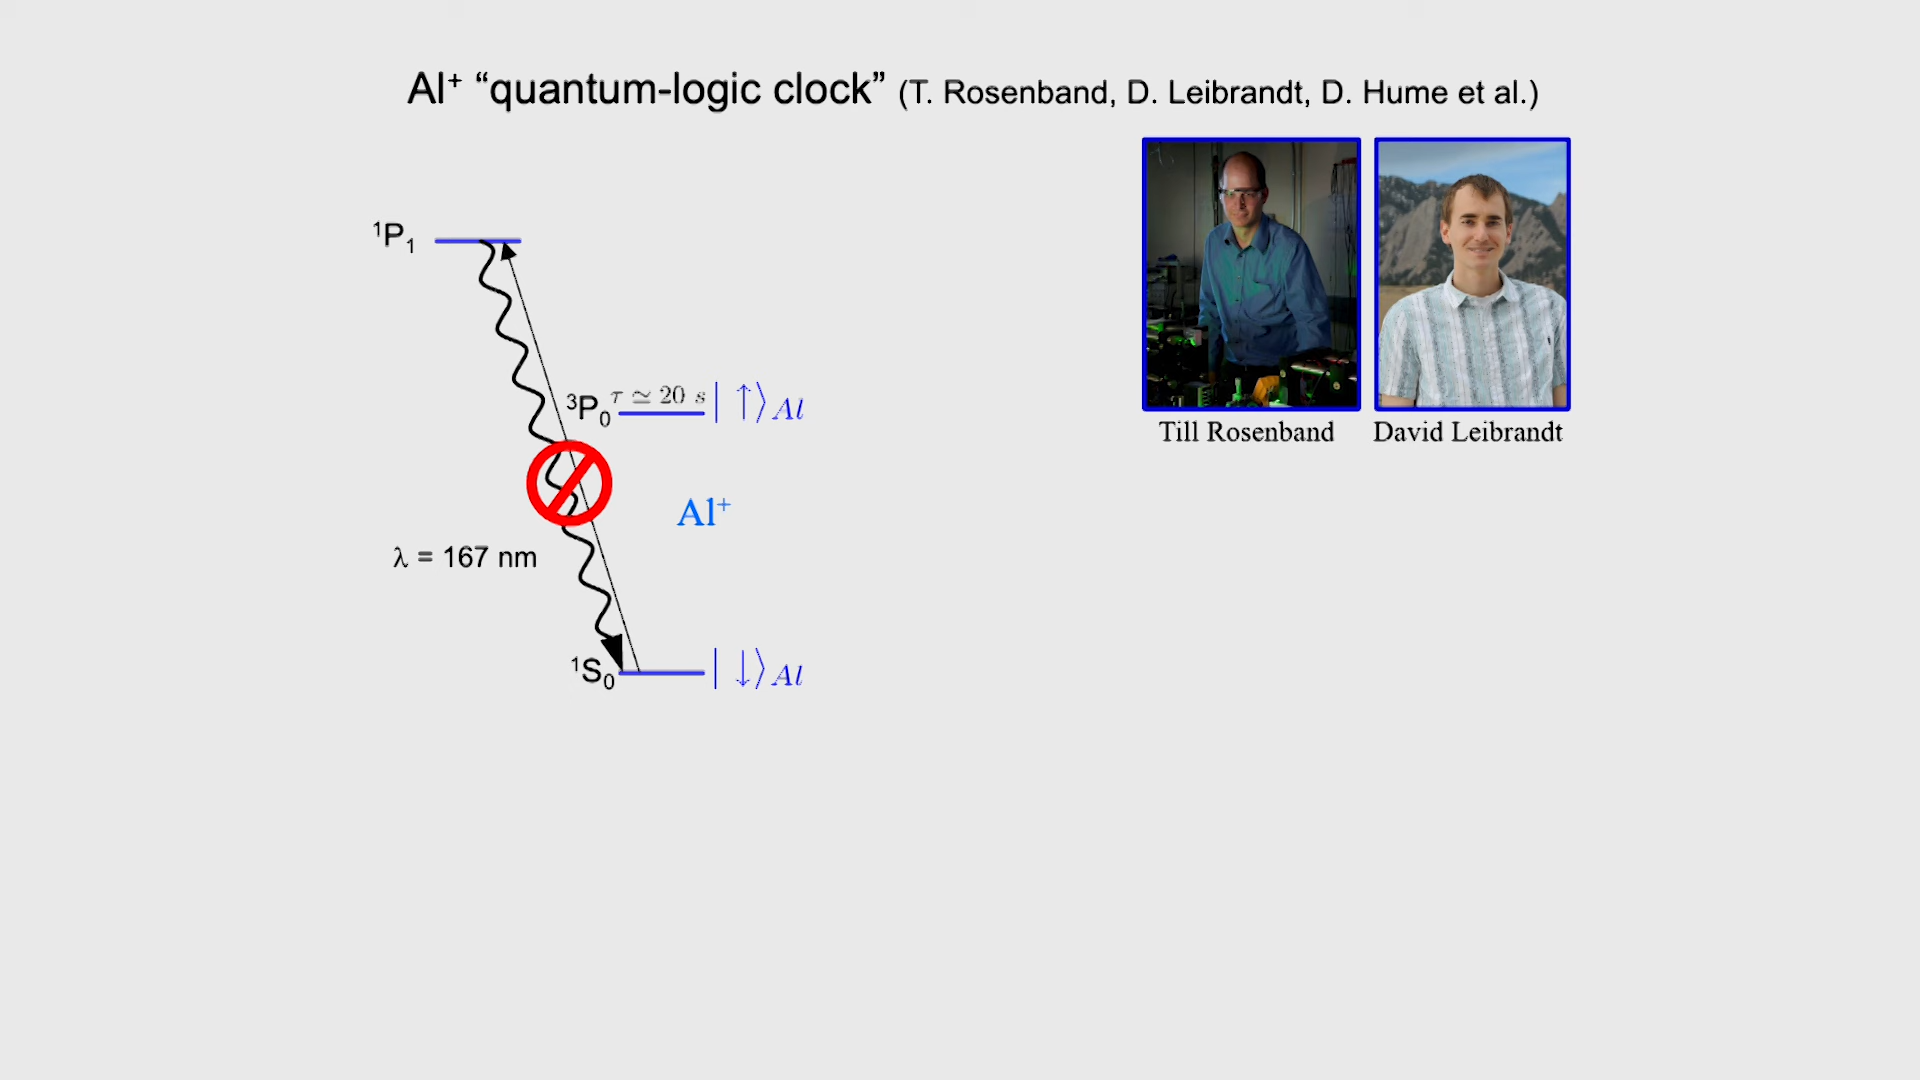 Al⁺ “quantum-logic clock” (T. Rosenband, D. Leibrandt, D. Hume et al.)
¹P₁
³P₀ τ ≃ 20 s | ↑⟩Al
Till Rosenband David Leibrandt
Al⁺
λ = 167 nm
¹S₀ | ↓⟩Al